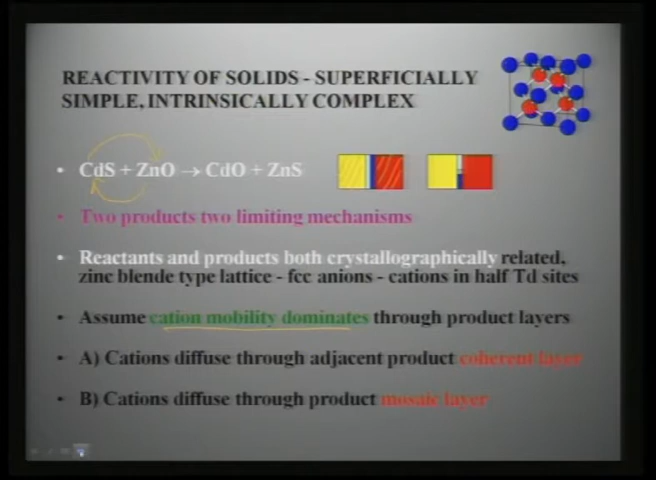 REACTIVITY OF SOLIDS - SUPERFICIALLY
SIMPLE, INTRINSICALLY COMPLEX
• CdS + ZnO → CdO + ZnS
• Two products two limiting mechanisms
• Reactants and products both crystallographically related,
zinc blende type lattice - fcc anions - cations in half Td sites
• Assume cation mobility dominates through product layers
• A) Cations diffuse through adjacent product coherent layer
• B) Cations diffuse through product mosaic layer